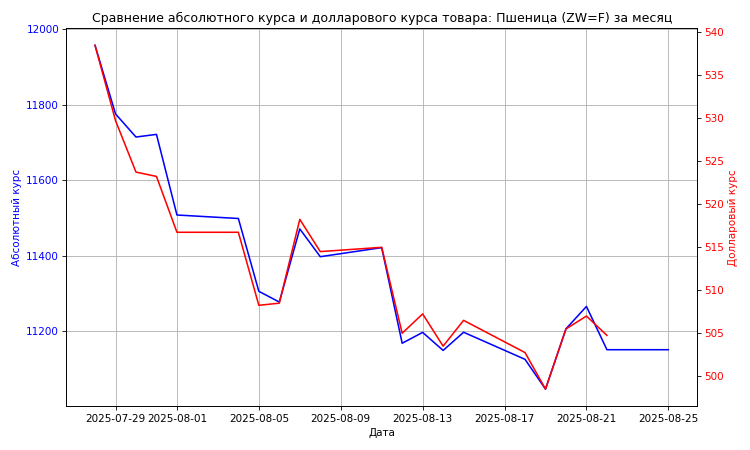 Сравнение абсолютного курса и долларового курса товара: Пшеница (ZW=F) за месяц
12000
11800
11600
11400
11200
Абсолютный курс
540
535
530
525
520
515
510
505
500
Долларовый курс
2025-07-29 2025-08-01 2025-08-05 2025-08-09 2025-08-13 2025-08-17 2025-08-21 2025-08-25
Дата